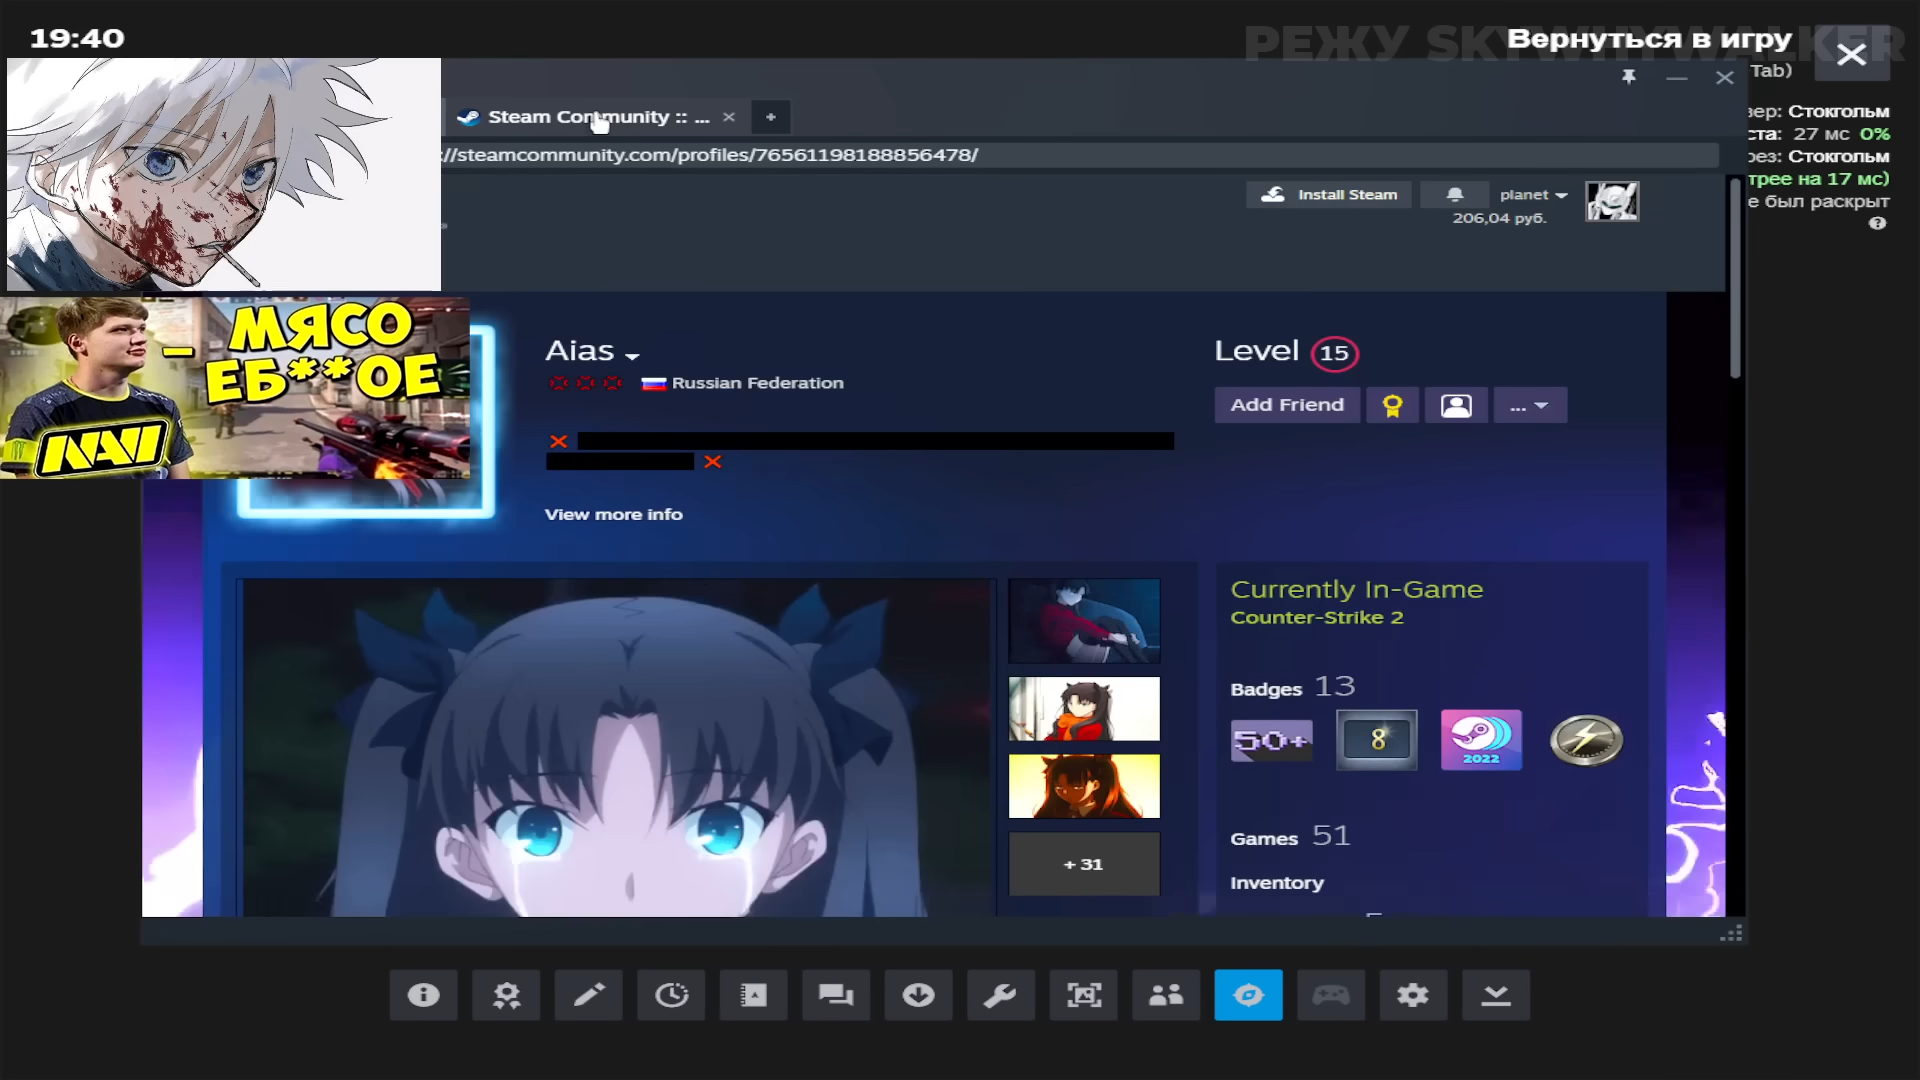 19:40
РЕЖУ SKYWHYWALKER
Вернуться в игру
Tab)
Steam Community :: ...
://steamcommunity.com/profiles/76561198188856478/
вер: Стокгольм
ста: 27 мс 0%
рез: Стокгольм
трее на 17 мс)
е был раскрыт
Install Steam
planet
206,04 руб.
– МЯСО
ЕБ**ОЕ
NAVI
Aias
Russian Federation
View more info
Level 15
Add Friend
...
Currently In-Game
Counter-Strike 2
Badges 13
50+
8
2022
Games 51
Inventory
+ 31